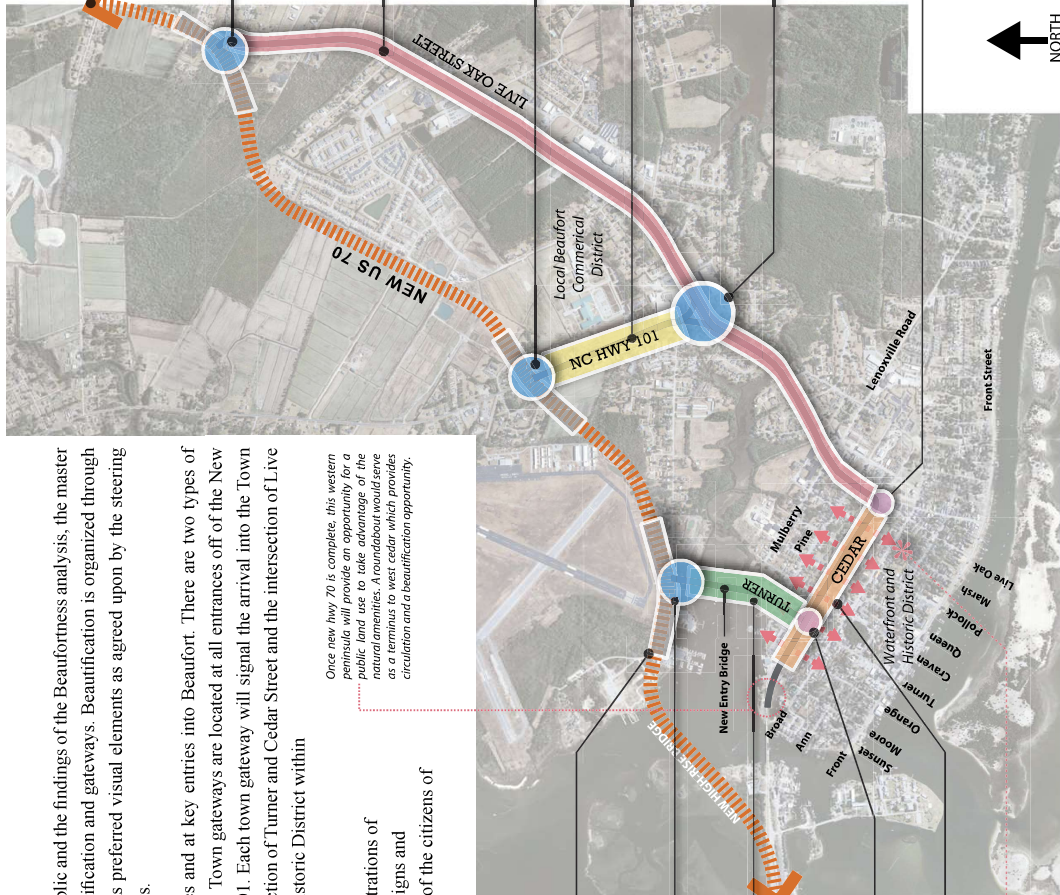 blic and the findings of the Beaufortness analysis, the master
ification and gateways. Beautification is organized through
s preferred visual elements as agreed upon by the steering
s.
es and at key entries into Beaufort. There are two types of
Town gateways are located at all entrances off of the New
1. Each town gateway will signal the arrival into the Town
ction of Turner and Cedar Street and the intersection of Live
storic District within
trations of
igns and
of the citizens of
Once new hwy 70 is complete, this western
peninsula will provide an opportunity for a
public land use to take advantage of the
natural amenities. A roundabout would serve
as a terminus to west cedar which provides
circulation and a beautification opportunity.
NORTH
LIVE OAK STREET
NEW US 70
Local Beaufort
Commerical
District
NC HWY 101
Lenoxville Road
Front Street
Mulberry
Pine
CEDAR
TURNER
Waterfront and
Historic District
New Entry Bridge
NEW HIGH-RISE BRIDGE
Broad
Ann
Front
Live Oak
Marsh
Pollock
Queen
Craven
Turner
Orange
Moore
Sunset